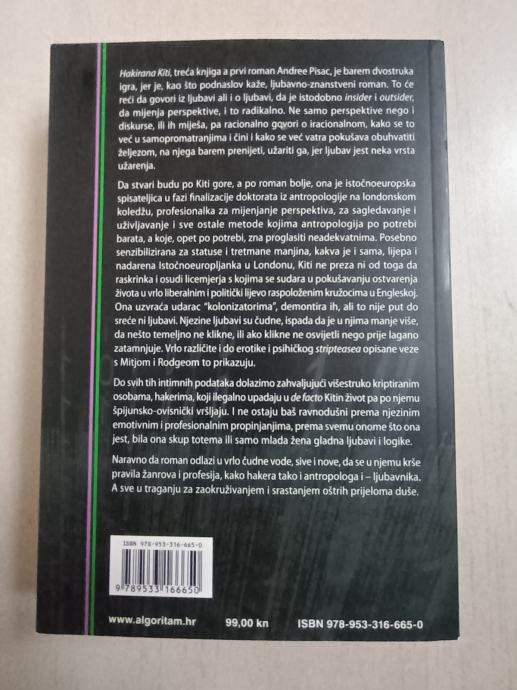 Hakirana Kiti, treća knjiga a prvi roman Andree Pisac, je barem dvostruka
igra, jer je, kao što podnaslov kaže, ljubavno-znanstveni roman. To će
reći da govori iz ljubavi ali i o ljubavi, da je istodobno insider i outsider,
da mijenja perspektive, i to radikalno. Ne samo perspektive nego i
diskurse, ili ih miješa, pa racionalno govori o iracionalnom, kako se to
već u samopromatranjima i čini i kako se već vatra pokušava obuhvatiti
željezom, na njega barem prenijeti, užariti ga, jer ljubav jest neka vrsta
užarenja.
Da stvari budu po Kiti gore, a po roman bolje, ona je istočnoeuropska
spisateljica u fazi finalizacije doktorata iz antropologije na londonskom
koledžu, profesionalka za mijenjanje perspektiva, za sagledavanje i
uživljavanje i sve ostale metode kojima antropologija po potrebi
barata, a koje, opet po potrebi, zna proglasiti neadekvatnima. Posebno
senzibilizirana za statuse i tretmane manjina, kakva je i sama, lijepa i
nadarena Istočnoeuropljanka u Londonu, Kiti ne preza ni od toga da
raskrinka i osudi licemjerja s kojima se sudara u pokušavanju ostvarenja
života u vrlo liberalnim i politički lijevo raspoloženim kružocima u Engleskoj.
Ona uzvraća udarac "kolonizatorima", demontira ih, ali to nije put do
sreće ni ljubavi. Njezine ljubavi su čudne, ispada da je u njima manje više,
da nešto temeljno ne klikne, ili ako klikne ne osvijetli nego prije lagano
zatamnjuje. Vrlo različite i do erotike i psihičkog stripteasea opisane veze
s Mitjom i Rodgeom to prikazuju.
Do svih tih intimnih podataka dolazimo zahvaljujući višestruko kriptiranim
osobama, hakerima, koji ilegalno upadaju u de facto Kitin život pa po njemu
špijunsko-ovisnički vršljaju. I ne ostaju baš ravnodušni prema njezinim
emotivnim i profesionalnim propinjanjima, prema svemu onome što ona
jest, bila ona skup totema ili samo mlada žena gladna ljubavi i logike.
Naravno da roman odlazi u vrlo čudne vode, sive i nove, da se u njemu krše
pravila žanrova i profesija, kako hakera tako i antropologa i – ljubavnika.
A sve u traganju za zaokruživanjem i srastanjem oštrih prijeloma duše.
ISBN 978-953-316-665-0
9 789533 166650
www.algoritam.hr 99,00 kn ISBN 978-953-316-665-0